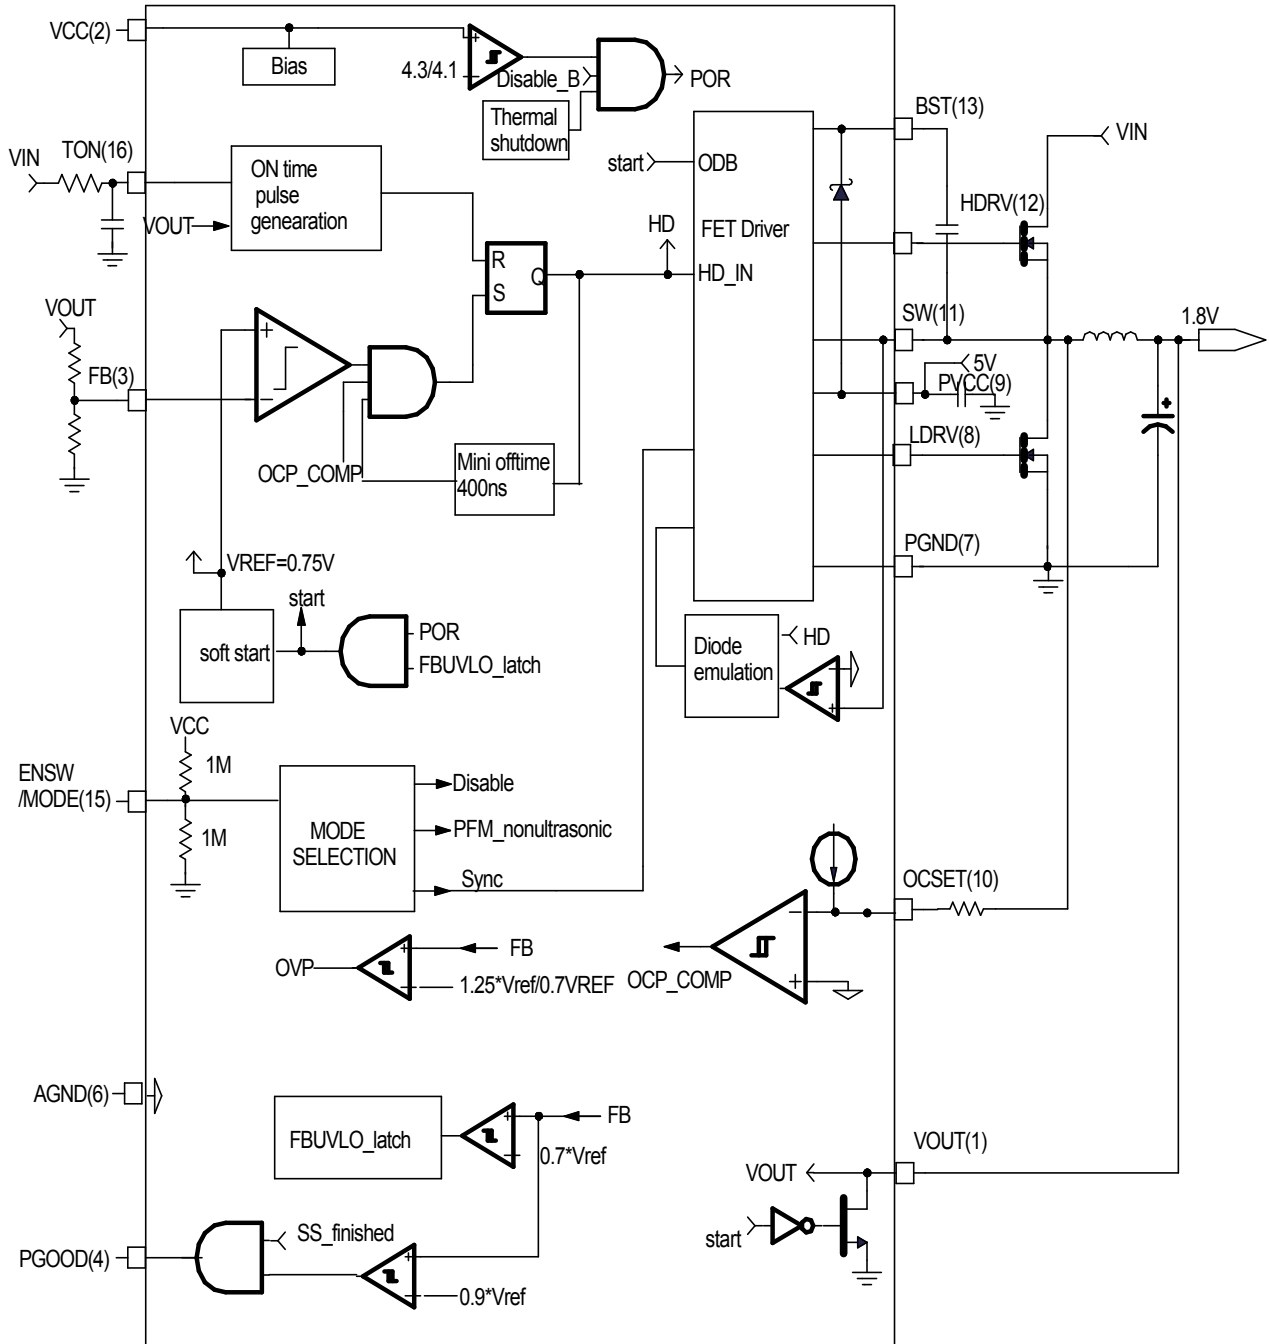 VCC(2)
Bias
4.3/4.1
+
Disable_B
POR
Thermal
shutdown
BST(13)
VIN
TON(16)
VIN
ON time
pulse
genearation
VOUT
start
ODB
HDRV(12)
HD
FET Driver
R
S
Q
HD_IN
VOUT
SW(11)
1.8V
+
−
FB(3)
5V
PVCC(9)
+
LDRV(8)
OCP_COMP
Mini offtime
400ns
PGND(7)
VREF=0.75V
start
soft start
POR
FBUVLO_latch
HD
Diode
emulation
+
VCC
1M
ENSW
/MODE(15)
1M
MODE
SELECTION
Disable
PFM_nonultrasonic
Sync
OCSET(10)
−
+
OCP_COMP
OVP
+
FB
1.25*Vref/0.7VREF
AGND(6)
FBUVLO_latch
+
FB
0.7*Vref
VOUT(1)
VOUT
start
SS_finished
PGOOD(4)
+
0.9*Vref